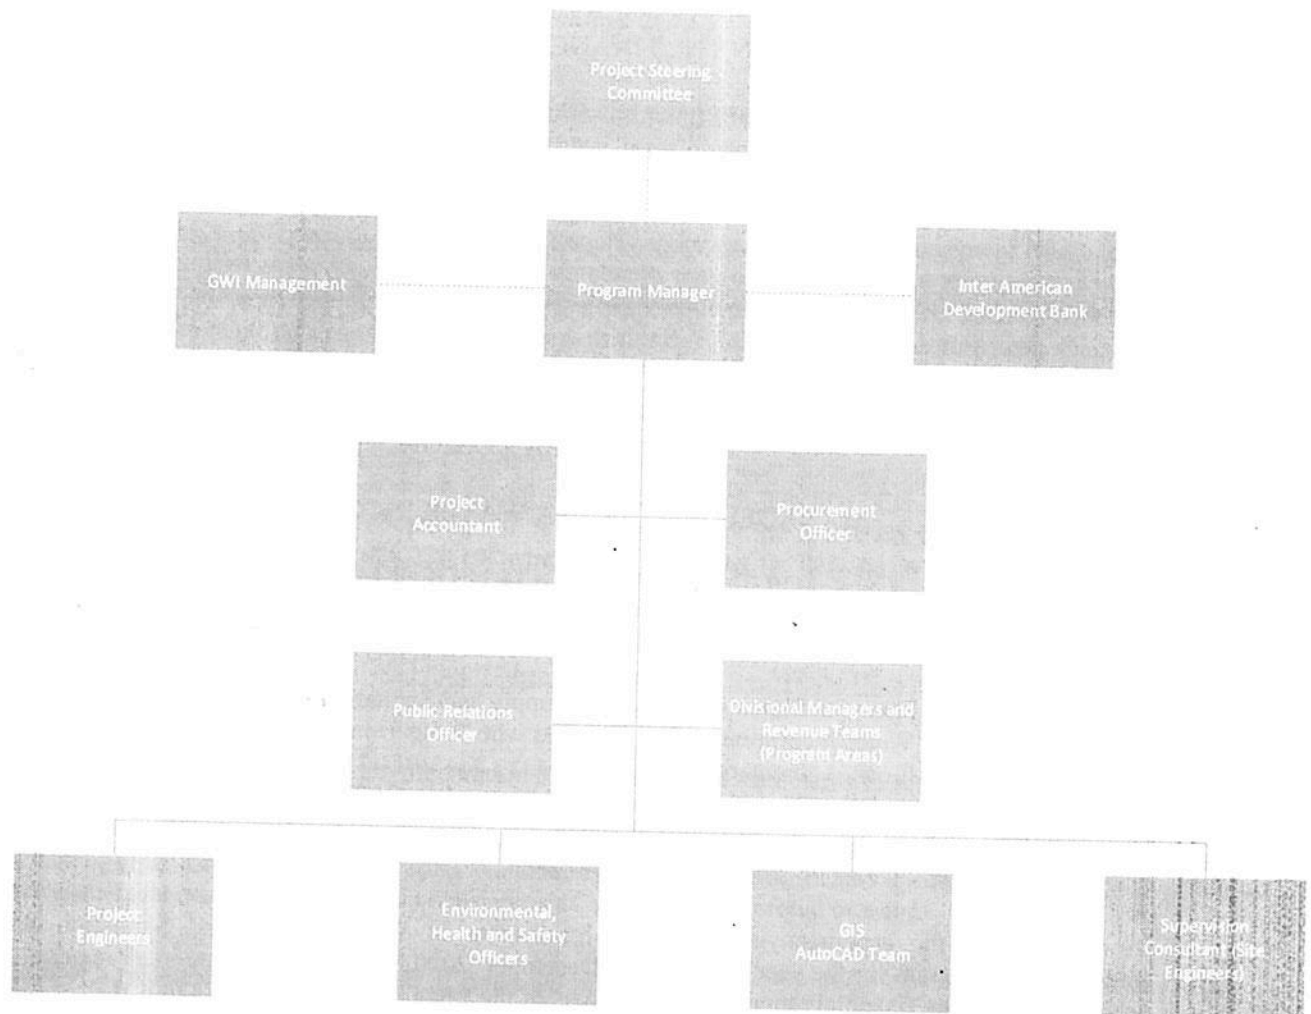 Project Steering
Committee
GWI Management
Program Manager
Inter American
Development Bank
Project
Accountant
Procurement
Officer
Public Relations
Officer
Divisional Managers and
Revenue Teams
(Program Areas)
Project
Engineers
Environmental,
Health and Safety
Officers
GIS
AutoCAD Team
Supervision
Consultant (Site
Engineers)